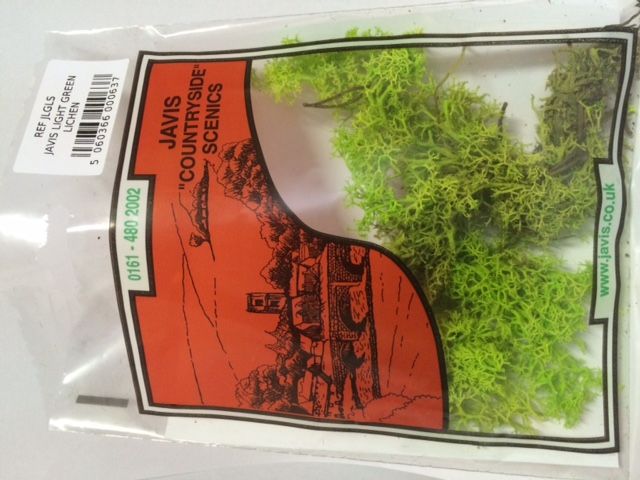 REF JLGLS
JAVIS LIGHT GREEN
LICHEN
5 060366 000637
JAVIS
"COUNTRYSIDE"
SCENICS
0161 - 480 2002
www.javis.co.uk